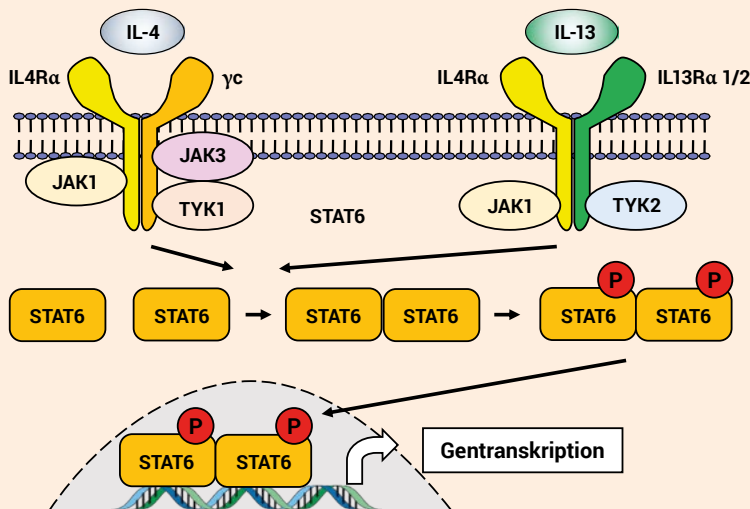 IL-4
IL-13
IL4Rα
γc
IL4Rα
IL13Rα 1/2
JAK3
JAK1
TYK1
JAK1
TYK2
STAT6
P
P
STAT6
STAT6
STAT6
STAT6
STAT6
STAT6
P
P
STAT6
STAT6
Gentranskription